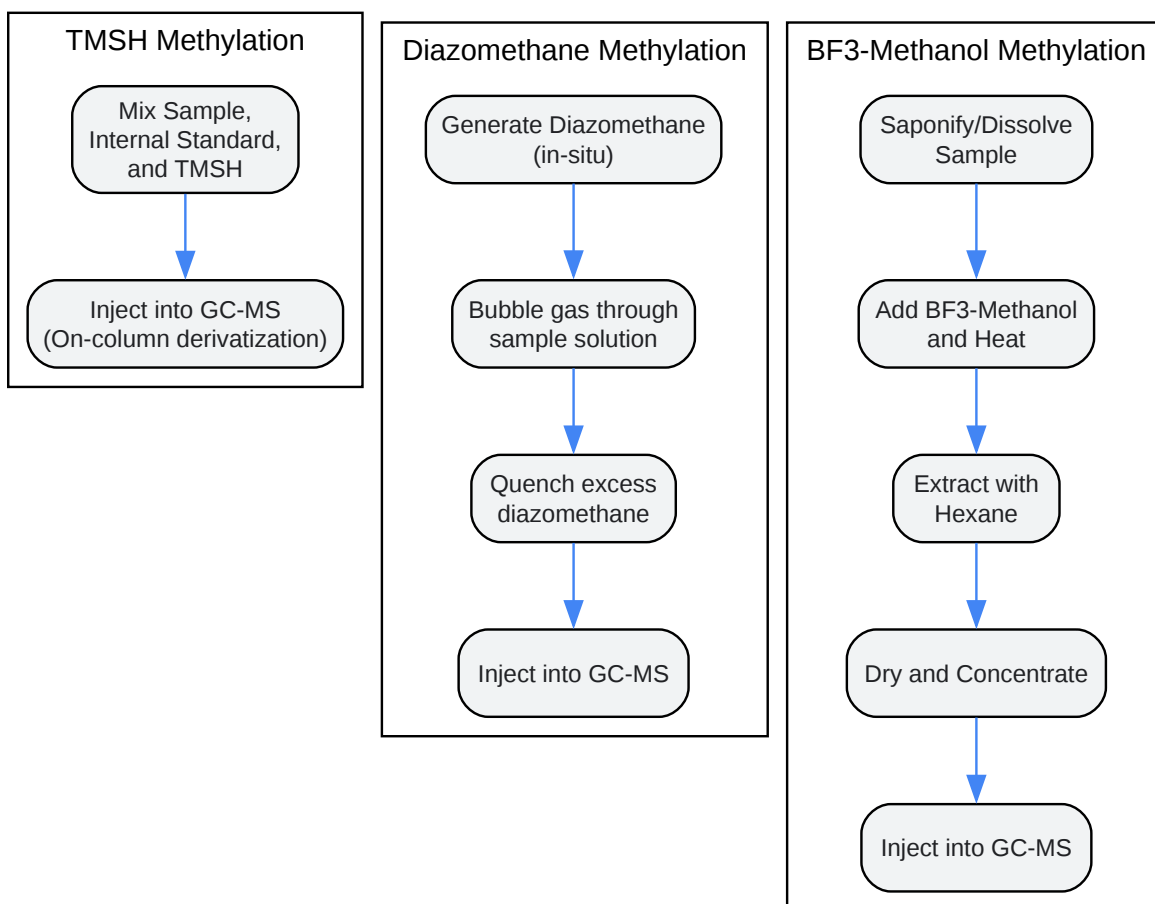 TMSH Methylation
Mix Sample,
Internal Standard,
and TMSH
Inject into GC-MS
(On-column derivatization)
Diazomethane Methylation
Generate Diazomethane
(in-situ)
Bubble gas through
sample solution
Quench excess
diazomethane
Inject into GC-MS
BF3-Methanol Methylation
Saponify/Dissolve
Sample
Add BF3-Methanol
and Heat
Extract with
Hexane
Dry and Concentrate
Inject into GC-MS